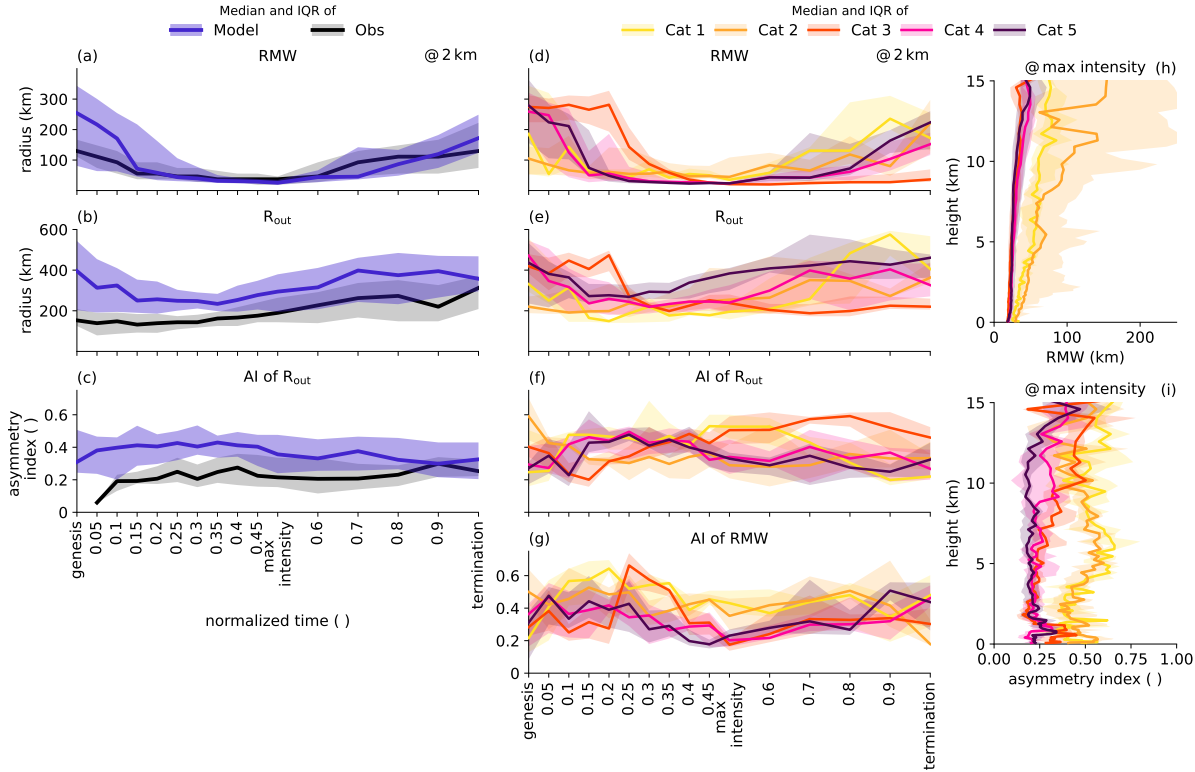 Median and IQR of
Model
Obs
Median and IQR of
Cat 1
Cat 2
Cat 3
Cat 4
Cat 5
(a)
RMW
@ 2 km
radius (km)
300
200
100
(b)
R_out
radius (km)
600
400
200
(c)
AI of R_out
asymmetry
index ( )
0.6
0.4
0.2
0
genesis
0.05
0.1
0.15
0.2
0.25
0.3
0.35
0.4
0.45
max
intensity
0.6
0.7
0.8
0.9
termination
normalized time ( )
(d)
RMW
@ 2 km
(e)
R_out
(f)
AI of R_out
(g)
AI of RMW
0.6
0.4
0.2
0
genesis
0.05
0.1
0.15
0.2
0.25
0.3
0.35
0.4
0.45
max
intensity
0.6
0.7
0.8
0.9
termination
@ max intensity (h)
height (km)
15
10
5
0
0
100
200
RMW (km)
@ max intensity (i)
height (km)
15
10
5
0
0.00
0.25
0.50
0.75
1.00
asymmetry index ( )